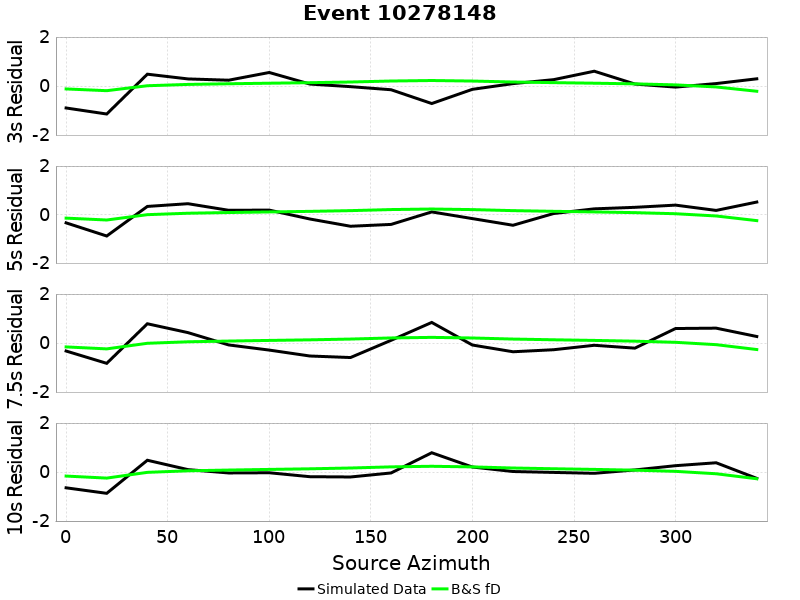 Event 10278148
3s Residual
2
0
-2
5s Residual
2
0
-2
7.5s Residual
2
0
-2
10s Residual
2
0
-2
0 50 100 150 200 250 300
Source Azimuth
Simulated Data B&S fD